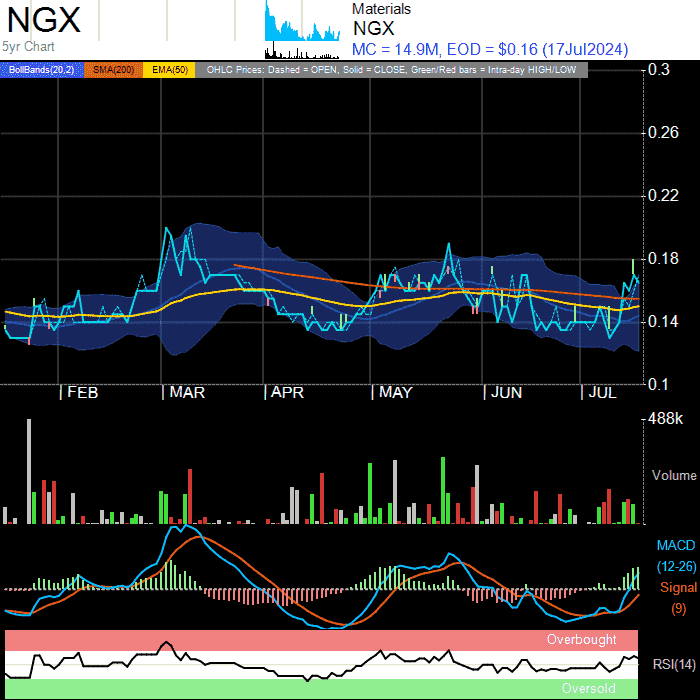 NGX
5yr Chart
Materials
NGX
MC = 14.9M, EOD = $0.16 (17Jul2024)
BollBands(20,2) SMA(200) EMA(50) OHLC Prices: Dashed = OPEN, Solid = CLOSE, Green/Red bars = Intra-day HIGH/LOW
0.3
0.26
0.22
0.18
0.14
0.1
FEB MAR APR MAY JUN JUL
488k
Volume
MACD
(12-26)
Signal
(9)
Overbought
RSI(14)
Oversold